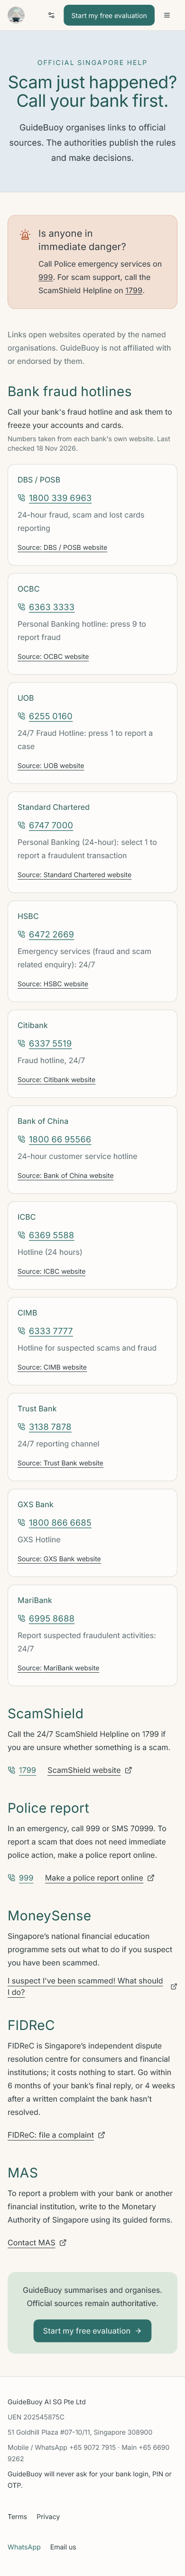 Start my free evaluation
OFFICIAL SINGAPORE HELP
Scam just happened?
Call your bank first.
GuideBuoy organises links to official
sources. The authorities publish the rules
and make decisions.
Is anyone in
immediate danger?
Call Police emergency services on
999. For scam support, call the
ScamShield Helpline on 1799.
Links open websites operated by the named
organisations. GuideBuoy is not affiliated with
or endorsed by them.
Bank fraud hotlines
Call your bank's fraud hotline and ask them to
freeze your accounts and cards.
Numbers taken from each bank's own website. Last
checked 18 Nov 2026.
DBS / POSB
1800 339 6963
24-hour fraud, scam and lost cards
reporting
Source: DBS / POSB website
OCBC
6363 3333
Personal Banking hotline: press 9 to
report fraud
Source: OCBC website
UOB
6255 0160
24/7 Fraud Hotline: press 1 to report a
case
Source: UOB website
Standard Chartered
6747 7000
Personal Banking (24-hour): select 1 to
report a fraudulent transaction
Source: Standard Chartered website
HSBC
6472 2669
Emergency services (fraud and scam
related enquiry): 24/7
Source: HSBC website
Citibank
6337 5519
Fraud hotline, 24/7
Source: Citibank website
Bank of China
1800 66 95566
24-hour customer service hotline
Source: Bank of China website
ICBC
6369 5588
Hotline (24 hours)
Source: ICBC website
CIMB
6333 7777
Hotline for suspected scams and fraud
Source: CIMB website
Trust Bank
3138 7878
24/7 reporting channel
Source: Trust Bank website
GXS Bank
1800 866 6685
GXS Hotline
Source: GXS Bank website
MariBank
6995 8688
Report suspected fraudulent activities:
24/7
Source: MariBank website
ScamShield
Call the 24/7 ScamShield Helpline on 1799 if
you are unsure whether something is a scam.
1799 ScamShield website
Police report
In an emergency, call 999 or SMS 70999. To
report a scam that does not need immediate
police action, make a police report online.
999 Make a police report online
MoneySense
Singapore's national financial education
programme sets out what to do if you suspect
you have been scammed.
I suspect I've been scammed! What should
I do?
FIDReC
FIDReC is Singapore's independent dispute
resolution centre for consumers and financial
institutions; it costs nothing to start. Go within
6 months of your bank's final reply, or 4 weeks
after a written complaint that hasn't been
resolved.
FIDReC: file a complaint
MAS
To report a problem with your bank or another
financial institution, write to the Monetary
Authority of Singapore using its guided forms.
Contact MAS
GuideBuoy summarises and organises.
Official sources remain authoritative.
Start my free evaluation
GuideBuoy AI SG Pte Ltd
UEN 202545875C
51 Goldhill Plaza #07-10/11, Singapore 308900
Mobile / WhatsApp +65 9072 7915 · Main +65 6690
9262
GuideBuoy will never ask for your bank login, PIN or
OTP.
Terms Privacy
WhatsApp Email us